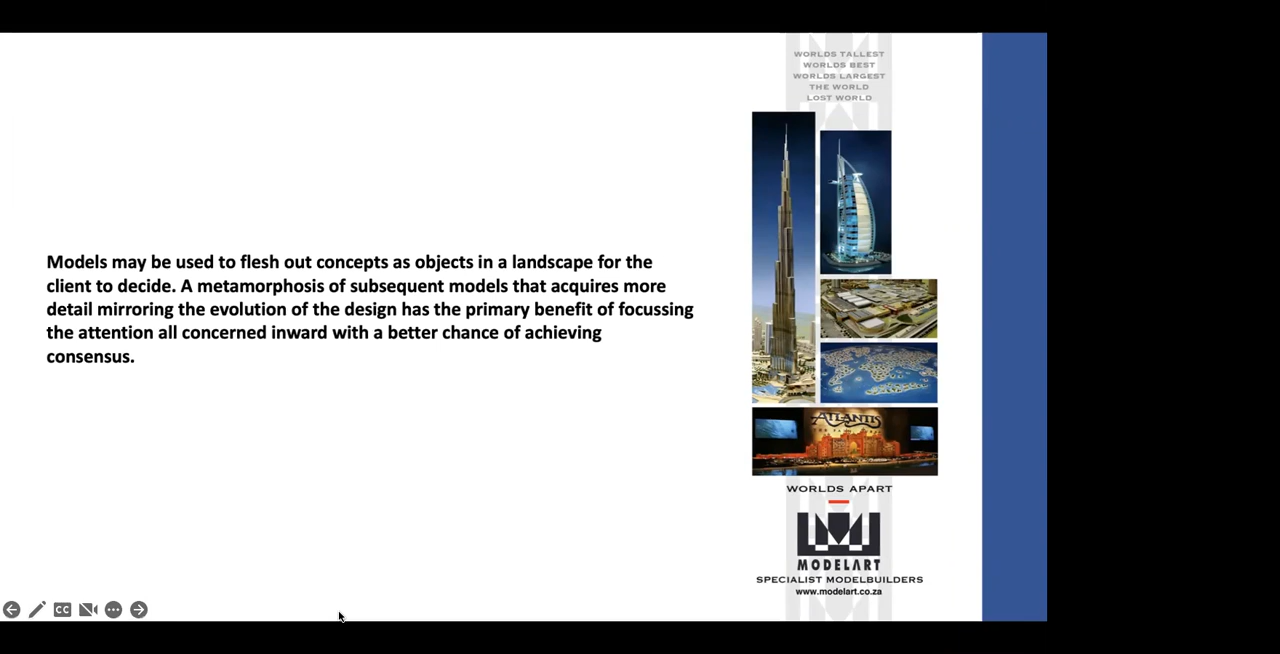 Models may be used to flesh out concepts as objects in a landscape for the
client to decide. A metamorphosis of subsequent models that acquires more
detail mirroring the evolution of the design has the primary benefit of focussing
the attention all concerned inward with a better chance of achieving
consensus.
WORLDS TALLEST
WORLDS BEST
WORLDS LARGEST
THE WORLD
LOST WORLD
ATLANTIS
WORLDS APART
MODELART
SPECIALIST MODELBUILDERS
www.modelart.co.za
CC